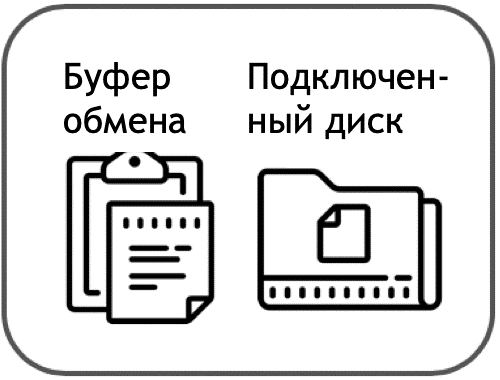 Буфер
обмена
Подключен-
ный диск